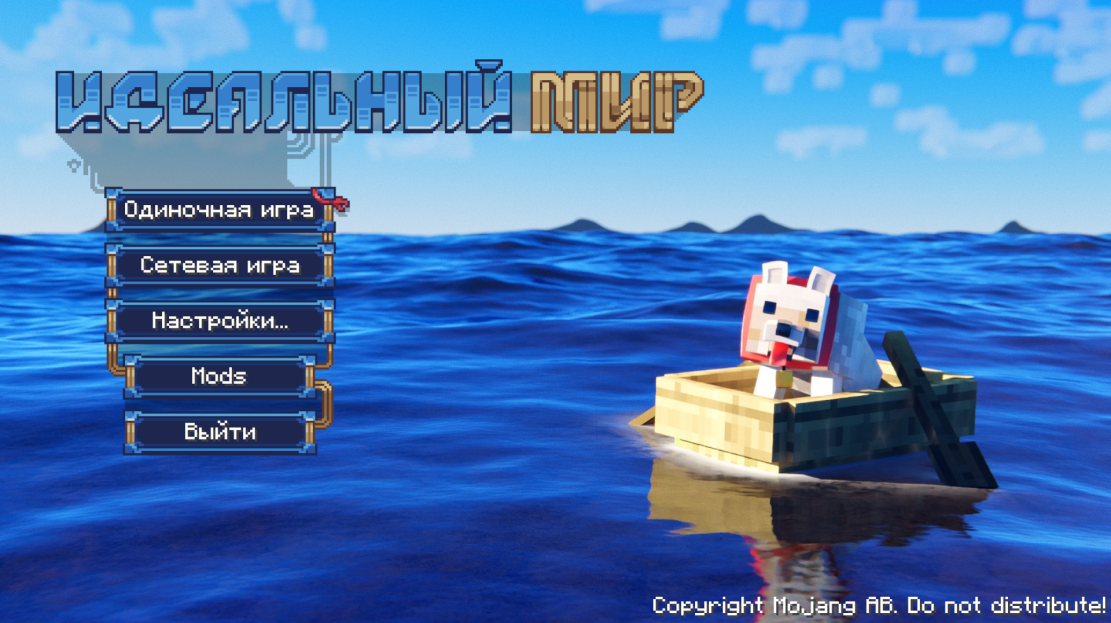 ИДЕАЛЬНЫЙ МИР
Одиночная игра
Сетевая игра
Настройки...
Mods
Выйти
Copyright Mojang AB. Do not distribute!